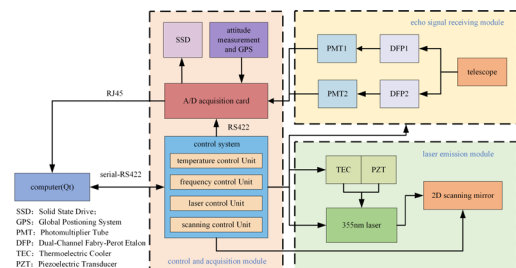 echo signal receiving module
SSD
attitude
measurement
and GPS
PMT1
DFP1
telescope
PMT2
DFP2
RJ45
A/D acquisition card
RS422
control system
temperature control Unit
frequency control Unit
laser control Unit
scanning control Unit
control and acquisition module
serial-RS422
computer(Qt)
laser emission module
TEC
PZT
2D scanning mirror
355nm laser
SSD: Solid State Drive;
GPS: Global Postioning System
PMT: Photomultiplier Tube
DFP: Dual-Channel Fabry-Perot Etalon
TEC: Thermoelectric Cooler
PZT: Piezoelectric Transducer